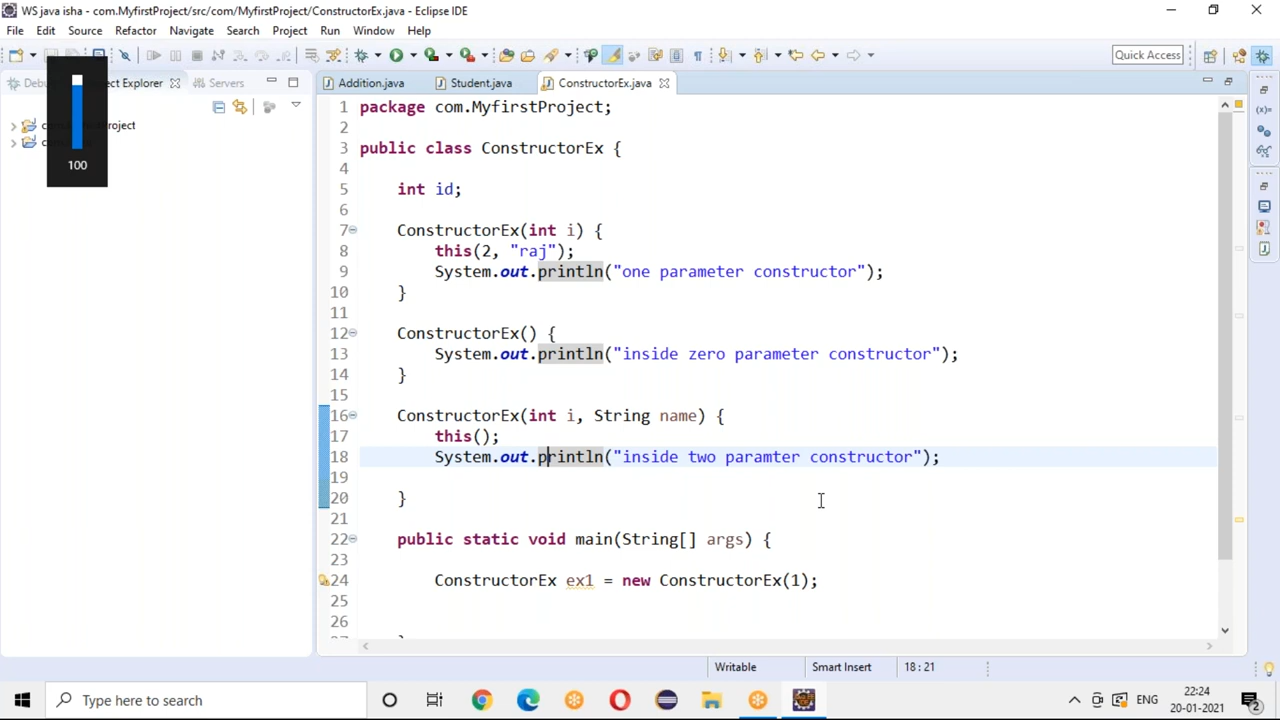 WS java isha - com.MyfirstProject/src/com/MyfirstProject/ConstructorEx.java - Eclipse IDE
File Edit Source Refactor Navigate Search Project Run Window Help
Quick Access
Explorer Servers
Addition.java Student.java ConstructorEx.java
100
1 package com.MyfirstProject;
2
3 public class ConstructorEx {
4
5 int id;
6
7 ConstructorEx(int i) {
8 this(2, "raj");
9 System.out.println("one parameter constructor");
10 }
11
12 ConstructorEx() {
13 System.out.println("inside zero parameter constructor");
14 }
15
16 ConstructorEx(int i, String name) {
17 this();
18 System.out.println("inside two paramter constructor");
19
20 }
21
22 public static void main(String[] args) {
23
24 ConstructorEx ex1 = new ConstructorEx(1);
25
26
Writable Smart Insert 18 : 21
Type here to search
ENG 22:24
20-01-2021
2